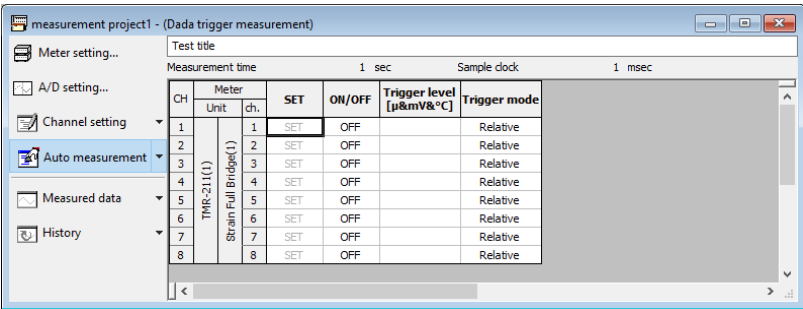 measurement project1 - (Dada trigger measurement)
Meter setting...
A/D setting...
Channel setting
Auto measurement
Measured data
History
Test title
Measurement time 1 sec Sample clock 1 msec
CH Meter SET ON/OFF Trigger level [μ&mV&°C] Trigger mode
Unit ch.
TMR-211(1)
Strain Full Bridge(1)
1 1 SET OFF Relative
2 2 SET OFF Relative
3 3 SET OFF Relative
4 4 SET OFF Relative
5 5 SET OFF Relative
6 6 SET OFF Relative
7 7 SET OFF Relative
8 8 SET OFF Relative